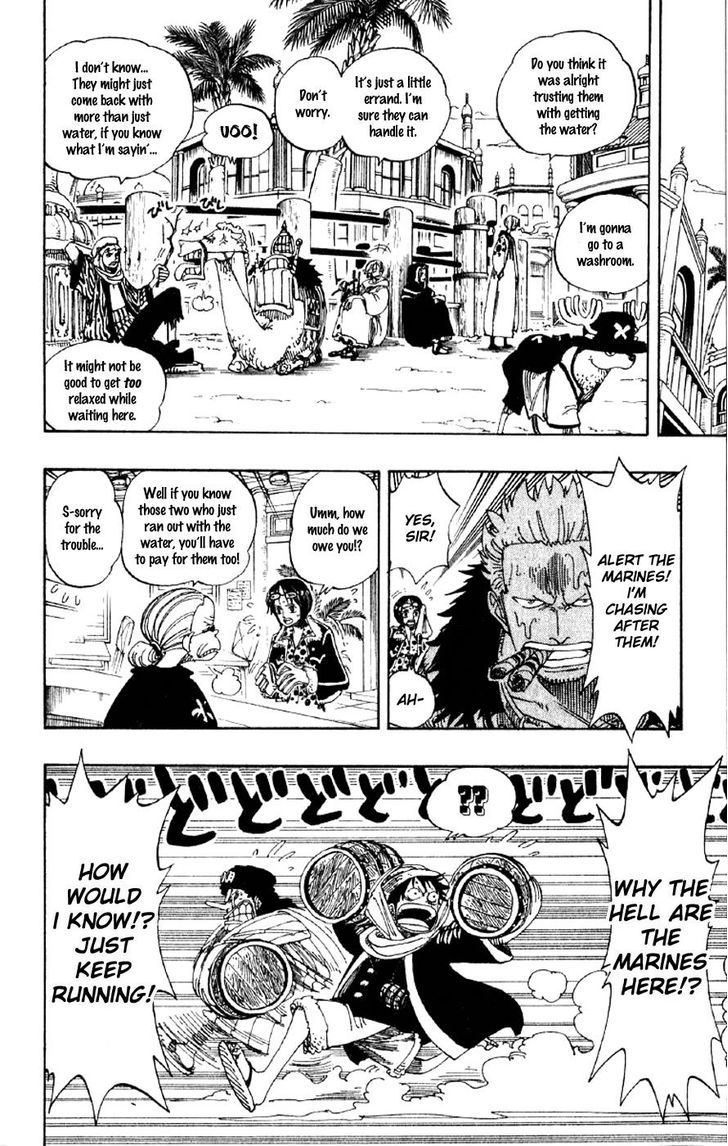 Do you think it
was alright
trusting them
with getting
the water?
It's just a little
errand. I'm
sure they can
handle it.
Don't
worry.
UOO!
I don't know...
They might just
come back with
more than just
water, if you know
what I'm sayin'...
びし びし
I'm gonna
go to a
washroom.
It might not be
good to get too
relaxed while
waiting here.
ALERT THE
MARINES!
I'M
CHASING
AFTER
THEM!
YES,
SIR!
AH-
Umm, how
much do we
owe you!?
Well if you know
those two who just
ran out with the
water, you'll have
to pay for them too!
S-sorry
for the
trouble...
WHY THE
HELL ARE
THE
MARINES
HERE!?
??
HOW
WOULD
I KNOW!?
JUST
KEEP
RUNNING!